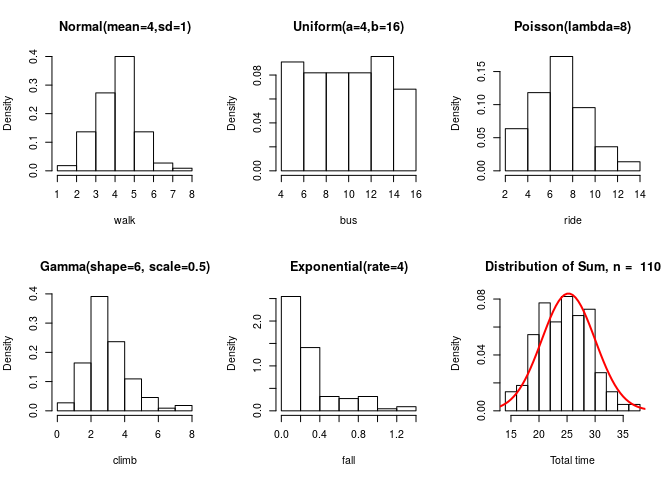 Normal(mean=4,sd=1)
Density
0.0 0.1 0.2 0.3 0.4
1 2 3 4 5 6 7 8
walk
Uniform(a=4,b=16)
Density
0.00 0.04 0.08
4 6 8 10 12 14 16
bus
Poisson(lambda=8)
Density
0.00 0.05 0.10 0.15
2 4 6 8 10 14
ride
Gamma(shape=6, scale=0.5)
Density
0.0 0.1 0.2 0.3 0.4
0 2 4 6 8
climb
Exponential(rate=4)
Density
0.0 1.0 2.0
0.0 0.4 0.8 1.2
fall
Distribution of Sum, n = 110
Density
0.00 0.04 0.08
15 20 25 30 35
Total time